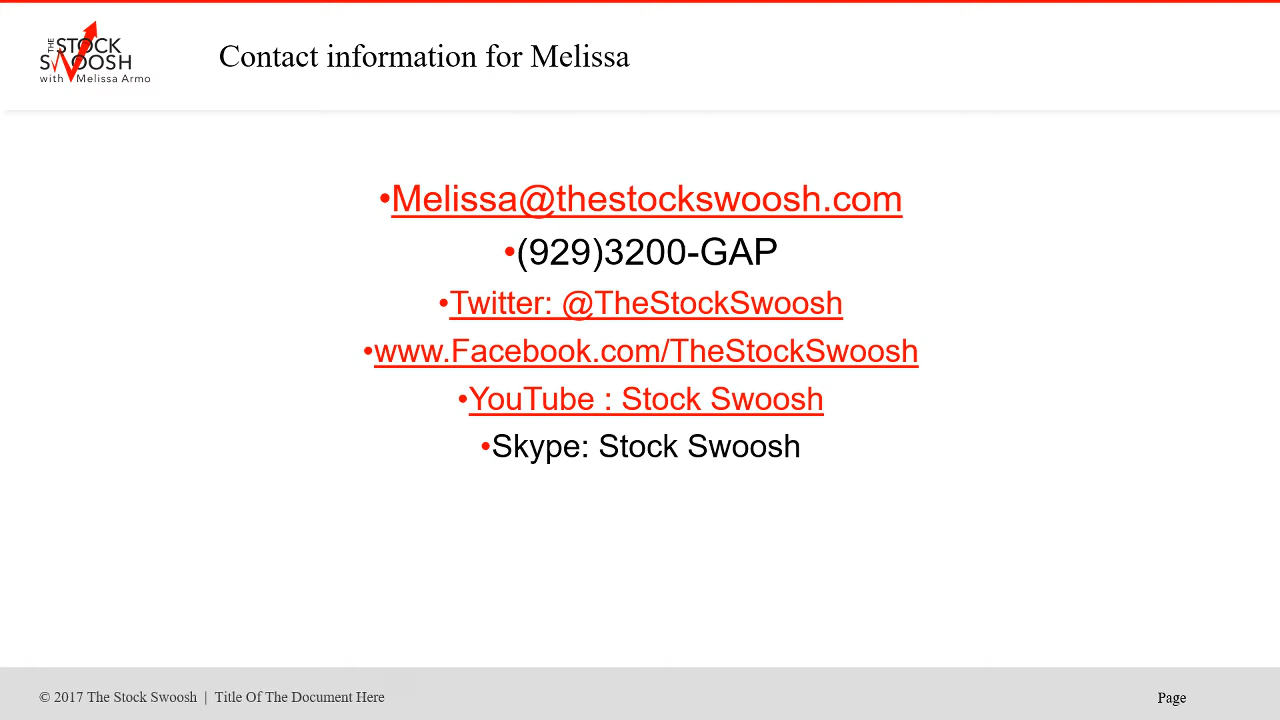 THE STOCK
SWOOSH
with Melissa Armo
Contact information for Melissa
•Melissa@thestockswoosh.com
•(929)3200-GAP
•Twitter: @TheStockSwoosh
•www.Facebook.com/TheStockSwoosh
•YouTube : Stock Swoosh
•Skype: Stock Swoosh
© 2017 The Stock Swoosh | Title Of The Document Here
Page